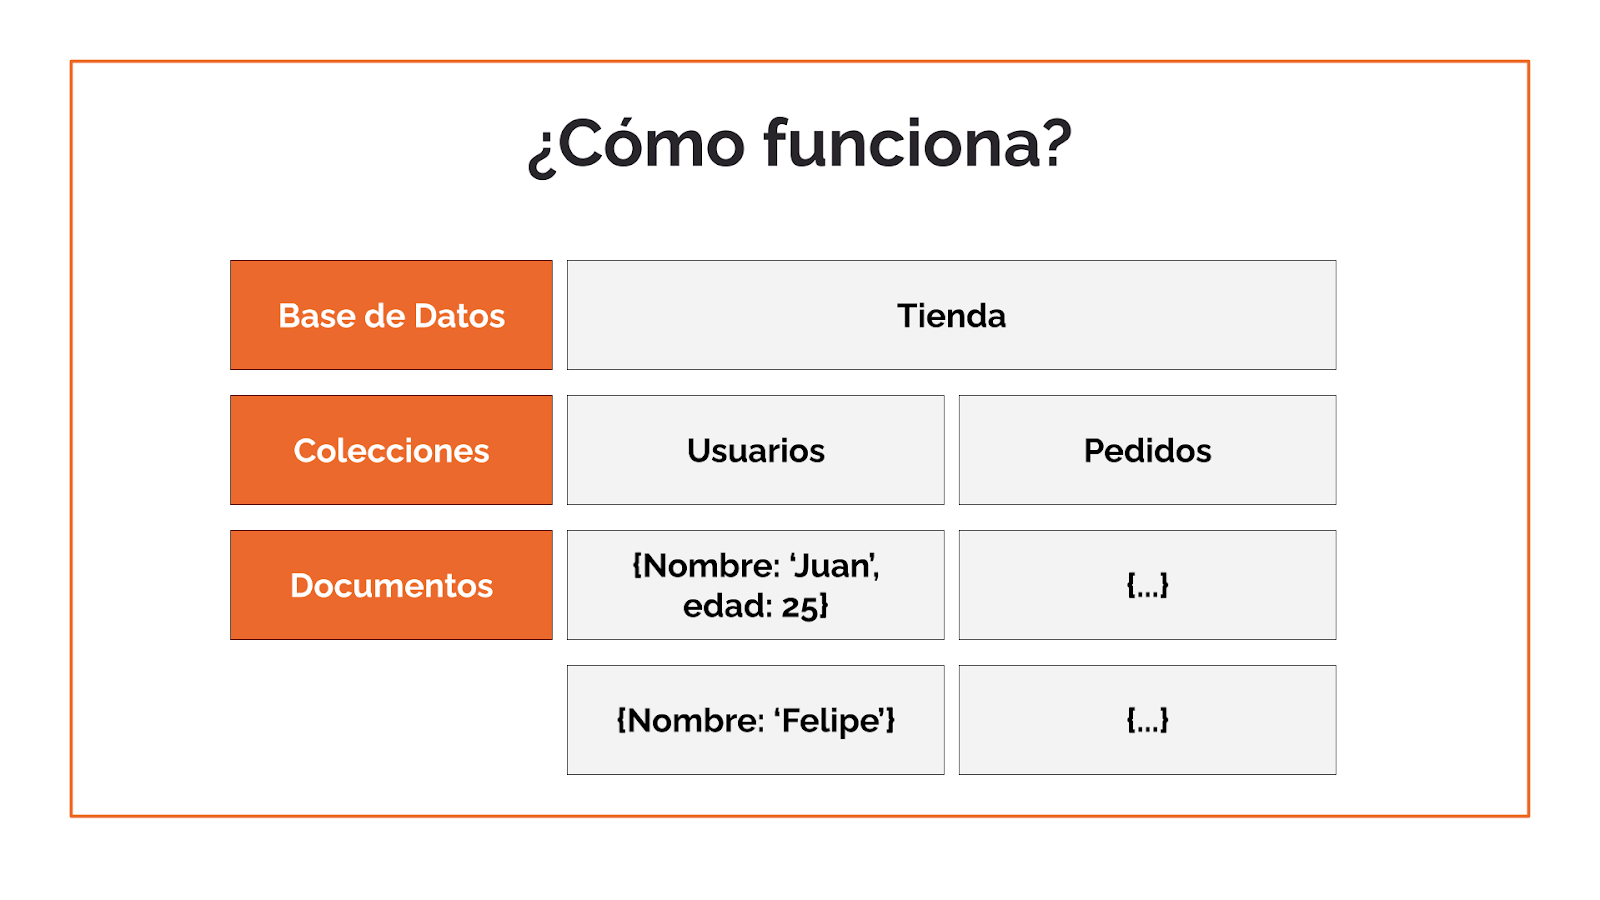 ¿Cómo funciona?
Base de Datos
Tienda
Colecciones
Usuarios
Pedidos
Documentos
{Nombre: ‘Juan’,
edad: 25}
{...}
{Nombre: ‘Felipe’}
{...}